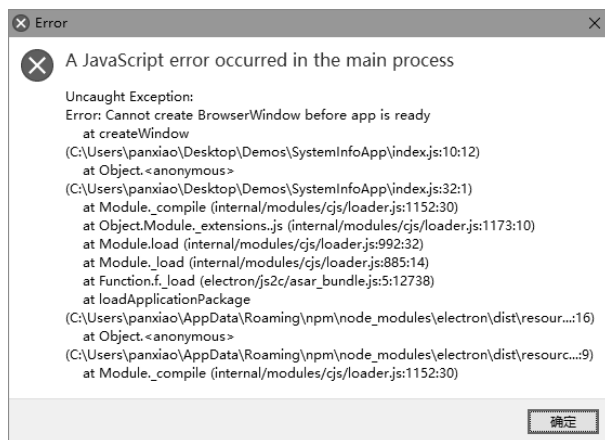 Error
A JavaScript error occurred in the main process
Uncaught Exception:
Error: Cannot create BrowserWindow before app is ready
at createWindow
(C:\Users\panxiao\Desktop\Demos\SystemInfoApp\index.js:10:12)
at Object.<anonymous>
(C:\Users\panxiao\Desktop\Demos\SystemInfoApp\index.js:32:1)
at Module._compile (internal/modules/cjs/loader.js:1152:30)
at Object.Module._extensions..js (internal/modules/cjs/loader.js:1173:10)
at Module.load (internal/modules/cjs/loader.js:992:32)
at Module._load (internal/modules/cjs/loader.js:885:14)
at Function.f._load (electron/js2c/asar_bundle.js:5:12738)
at loadApplicationPackage
(C:\Users\panxiao\AppData\Roaming\npm\node_modules\electron\dist\resour...:16)
at Object.<anonymous>
(C:\Users\panxiao\AppData\Roaming\npm\node_modules\electron\dist\resourc...:9)
at Module._compile (internal/modules/cjs/loader.js:1152:30)
确定